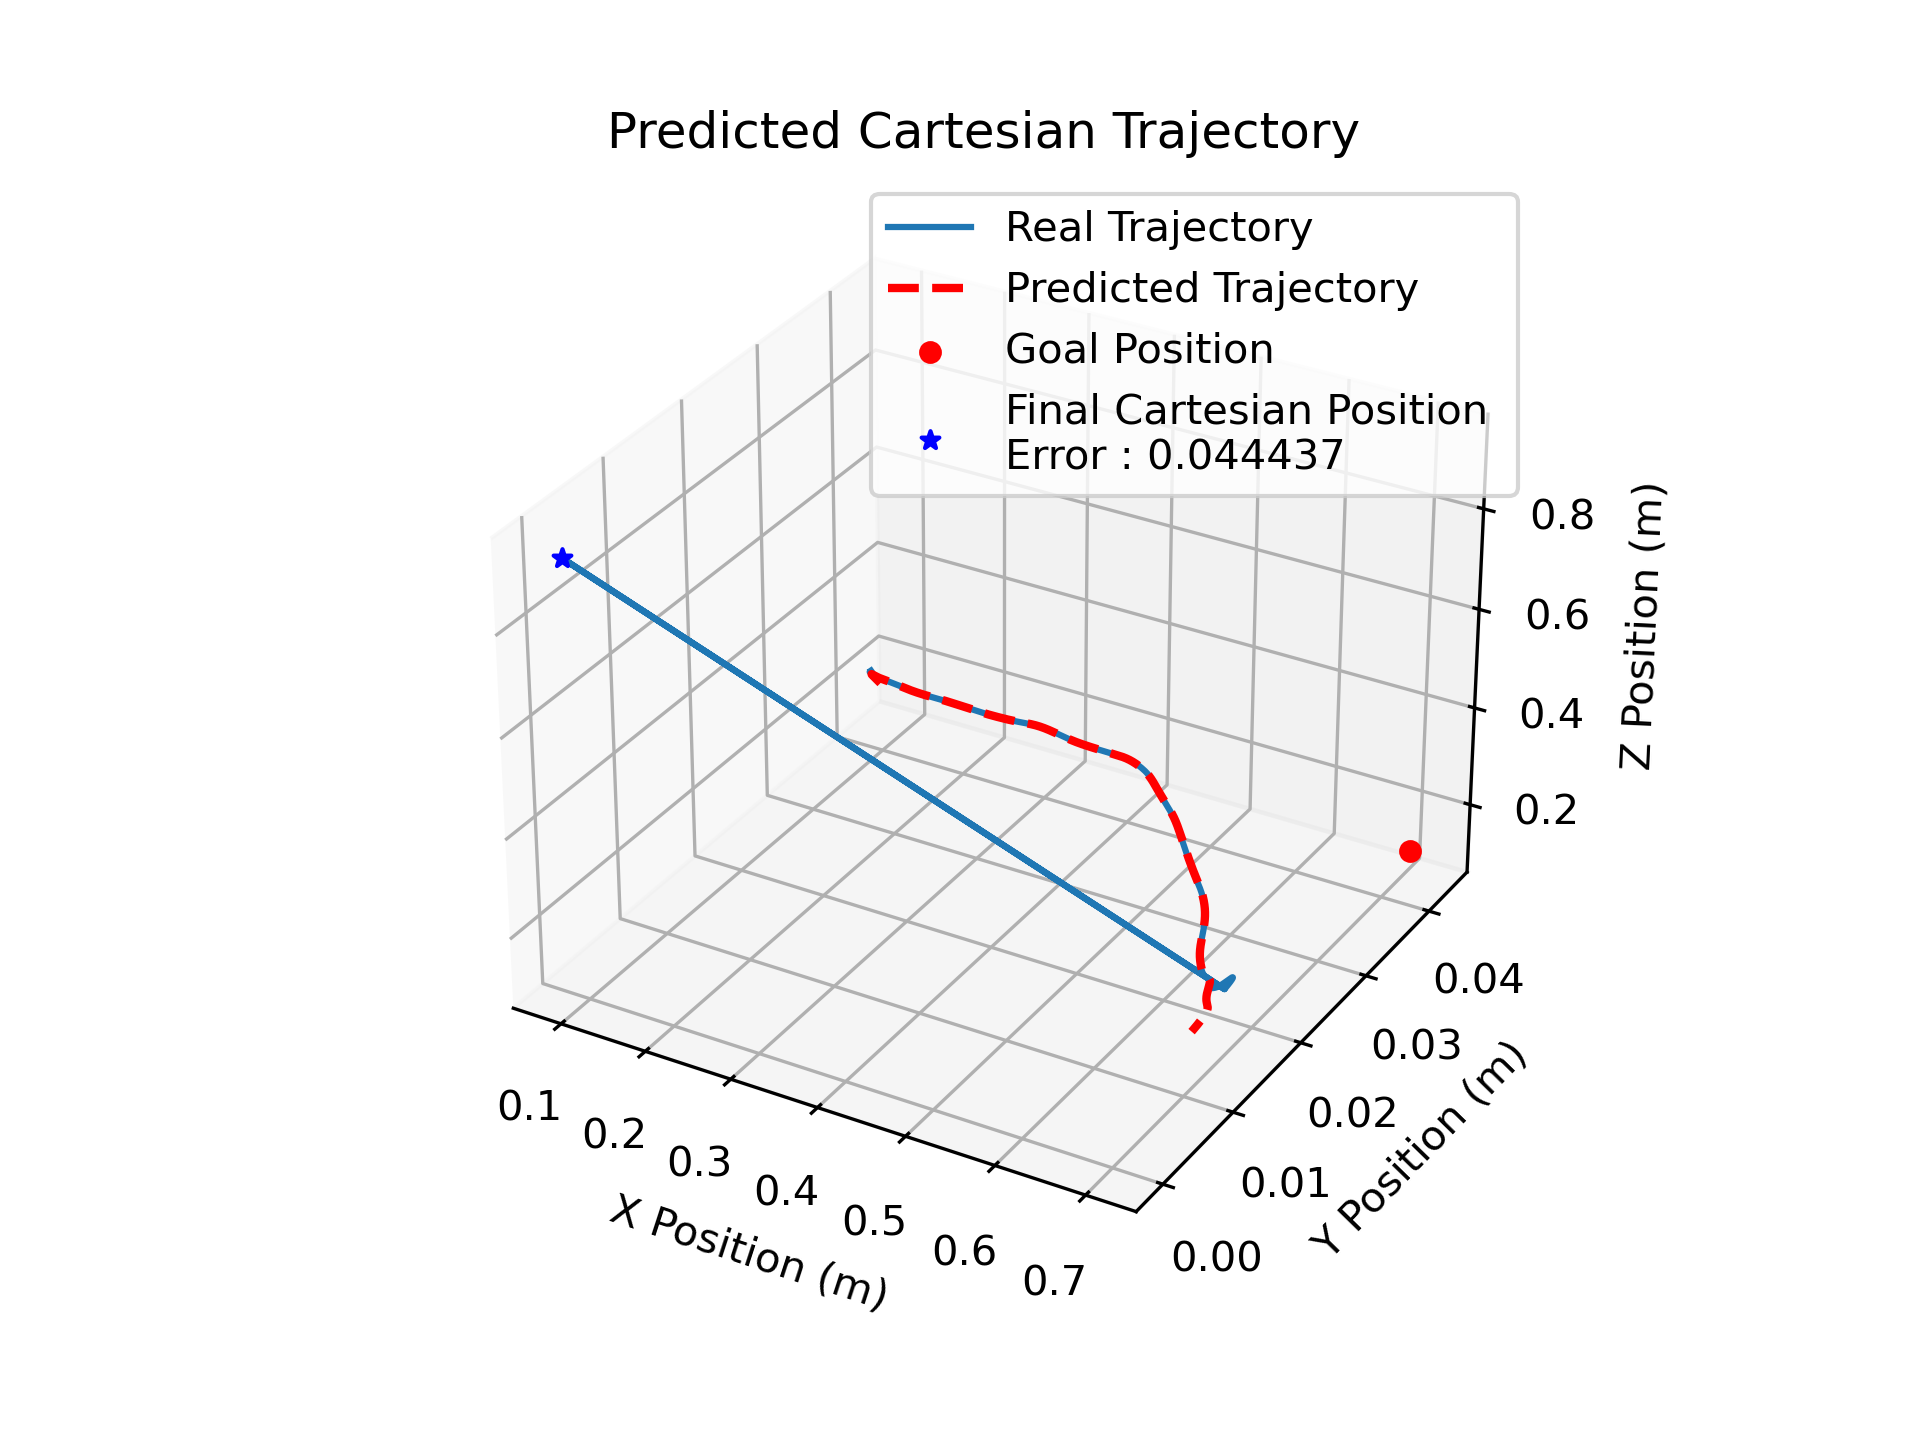 Predicted Cartesian Trajectory
Real Trajectory
Predicted Trajectory
Goal Position
Final Cartesian Position
Error : 0.044437
0.8
0.6
0.4
0.2
Z Position (m)
0.04
0.03
0.02
0.01
0.00
Y Position (m)
0.1
0.2
0.3
0.4
0.5
0.6
0.7
X Position (m)